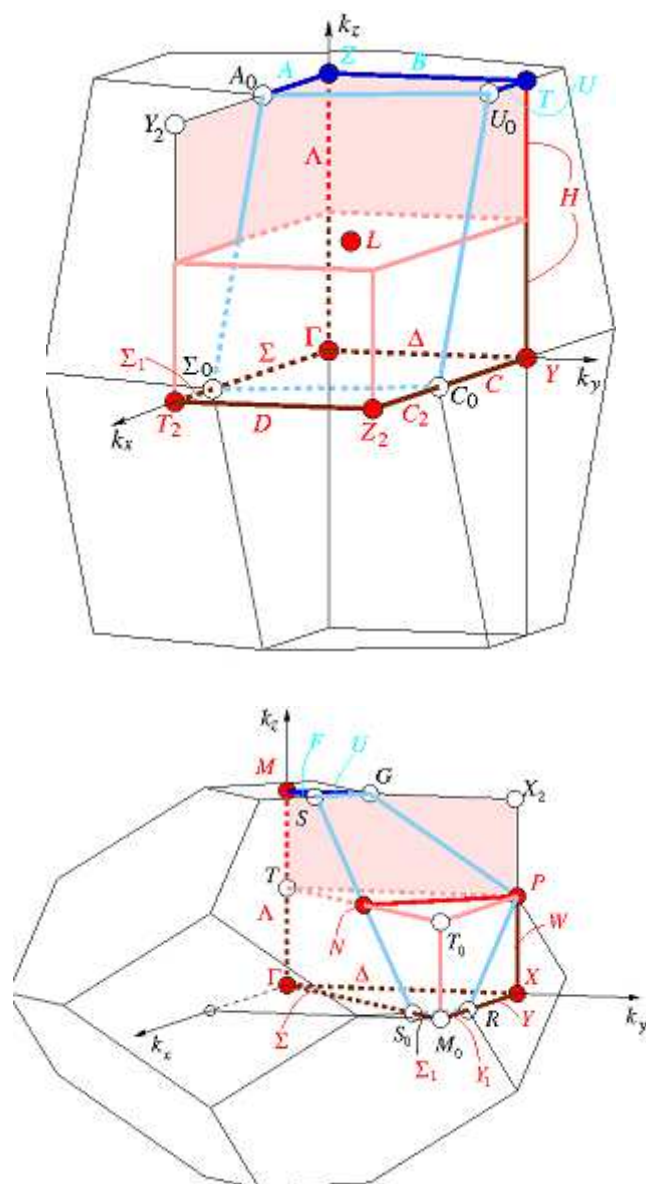 k_z
A_0 A Z B
T U
Y_2 U_0
Λ H
L
Γ Δ
Σ_1 Σ_0 Σ C Y k_y
T_2 D Z_2 C_2 C_0
k_x
k_z
M F U G
S X_2
T P
Λ N T_0 W
Γ Δ X
Σ S_0 M_0 R Y k_y
k_x Σ_1 Y_1